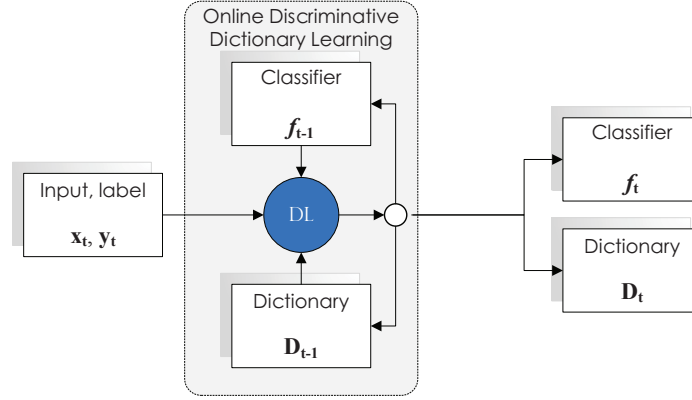 Online Discriminative
Dictionary Learning
Classifier
f_{t-1}
Input, label
x_t, y_t
DL
Dictionary
D_{t-1}
Classifier
f_t
Dictionary
D_t